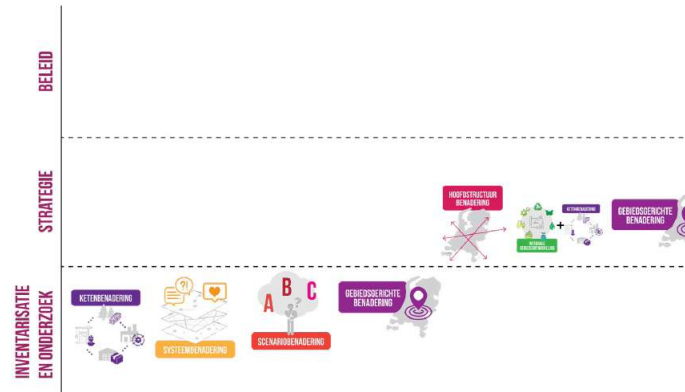 BELEID
STRATEGIE
HOOFDSTRUCTUUR
BENADERING
KETENBENADERING
+
GEBIEDSGERICHTE
BENADERING
INVENTARISATIE
EN ONDERZOEK
KETENBENADERING
?!
SYSTEEMBENADERING
A B C
?
SCENARIOBENADERING
GEBIEDSGERICHTE
BENADERING